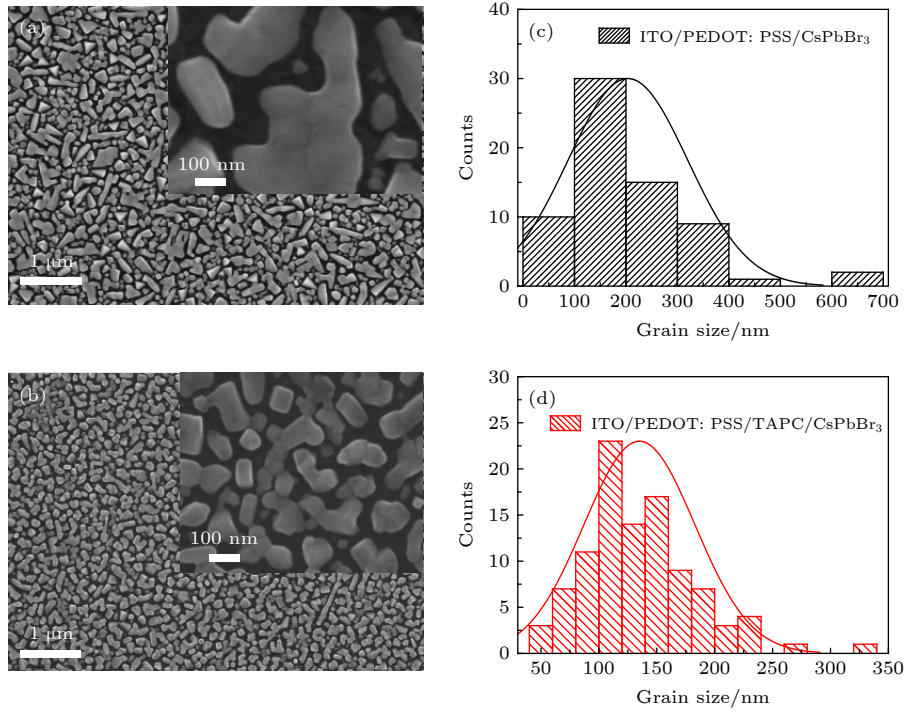 (a)
100 nm
1 μm
(c)
ITO/PEDOT: PSS/CsPbBr₃
40
30
20
10
0
Counts
0 100 200 300 400 500 600 700
Grain size/nm
(b)
100 nm
1 μm
(d)
ITO/PEDOT: PSS/TAPC/CsPbBr₃
30
25
20
15
10
5
0
Counts
50 100 150 200 250 300 350
Grain size/nm